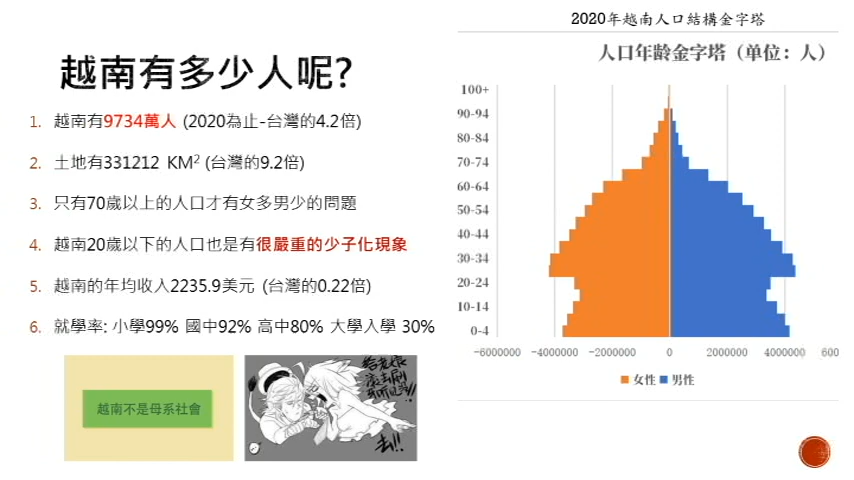 越南有多少人呢?
1. 越南有9734萬人 (2020為止-台灣的4.2倍)
2. 土地有331212 KM² (台灣的9.2倍)
3. 只有70歲以上的人口才有女多男少的問題
4. 越南20歲以下的人口也是有很嚴重的少子化現象
5. 越南的年均收入2235.9美元 (台灣的0.22倍)
6. 就學率: 小學99% 國中92% 高中80% 大學入學 30%
越南不是母系社會
去!!
2020年越南人口結構金字塔
人口年龄金字塔（单位：人）
100+
90-94
80-84
70-74
60-64
50-54
40-44
30-34
20-24
10-14
0-4
-6000000 -4000000 -2000000 0 2000000 4000000 600
女性 男性